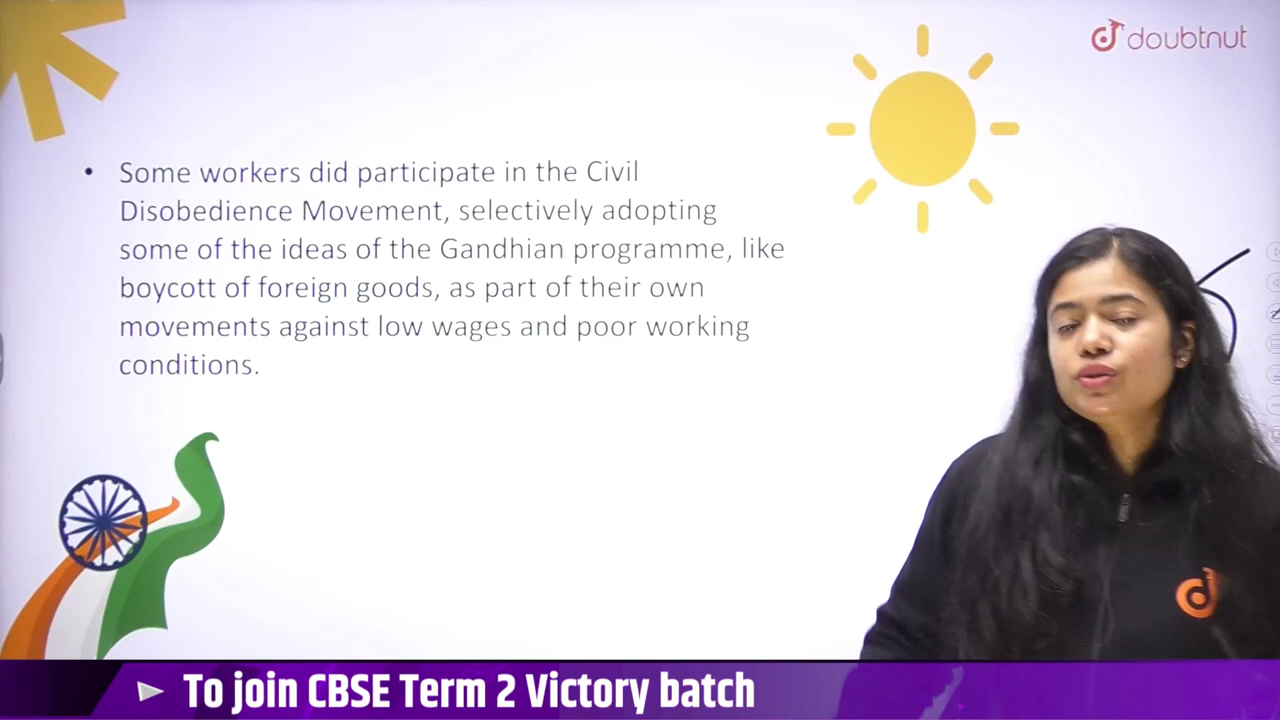 doubtnut
• Some workers did participate in the Civil
Disobedience Movement, selectively adopting
some of the ideas of the Gandhian programme, like
boycott of foreign goods, as part of their own
movements against low wages and poor working
conditions.
To join CBSE Term 2 Victory batch